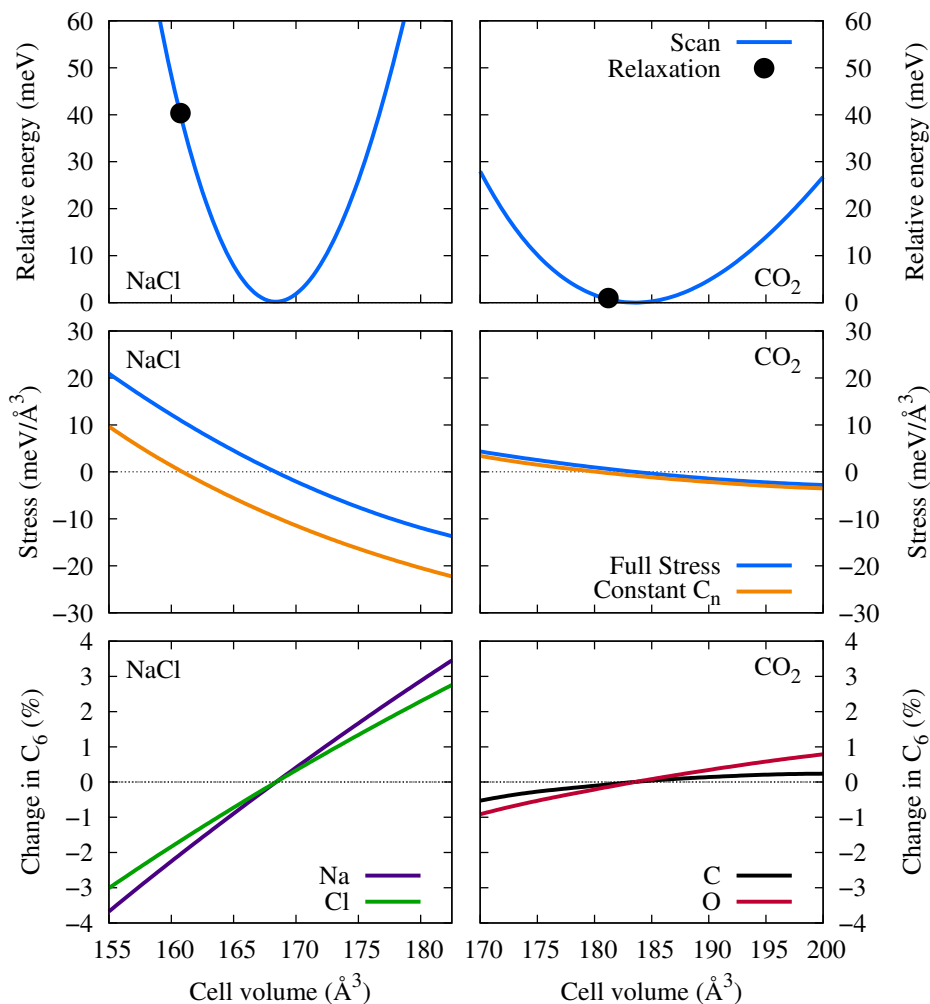 Relative energy (meV)
60
50
40
30
20
10
0
NaCl
Scan
Relaxation
CO2
60
50
40
30
20
10
0
Relative energy (meV)
Stress (meV/Å3)
30
20
10
0
−10
−20
−30
NaCl
CO2
Full Stress
Constant Cn
30
20
10
0
−10
−20
−30
Stress (meV/Å3)
Change in C6 (%)
4
3
2
1
0
−1
−2
−3
−4
NaCl
Na
Cl
CO2
C
O
4
3
2
1
0
−1
−2
−3
−4
Change in C6 (%)
155 160 165 170 175 180
170 175 180 185 190 195 200
Cell volume (Å3)
Cell volume (Å3)